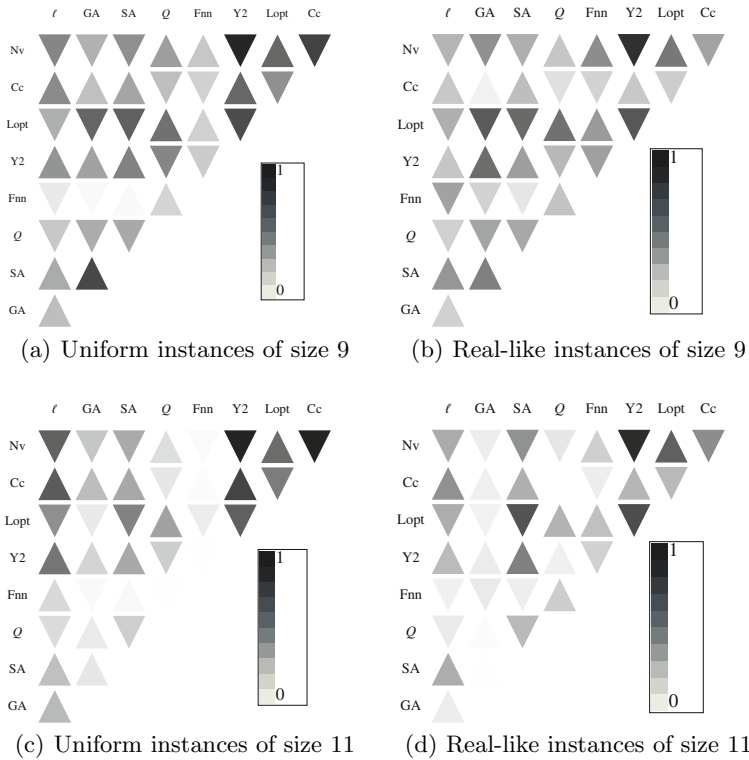 ℓ GA SA Q Fnn Y2 Lopt Cc
Nv
Cc
Lopt
Y2
Fnn
Q
SA
GA
1
0
(a) Uniform instances of size 9
ℓ GA SA Q Fnn Y2 Lopt Cc
Nv
Cc
Lopt
Y2
Fnn
Q
SA
GA
1
0
(b) Real-like instances of size 9
ℓ GA SA Q Fnn Y2 Lopt Cc
Nv
Cc
Lopt
Y2
Fnn
Q
SA
GA
1
0
(c) Uniform instances of size 11
ℓ GA SA Q Fnn Y2 Lopt Cc
Nv
Cc
Lopt
Y2
Fnn
Q
SA
GA
1
0
(d) Real-like instances of size 11